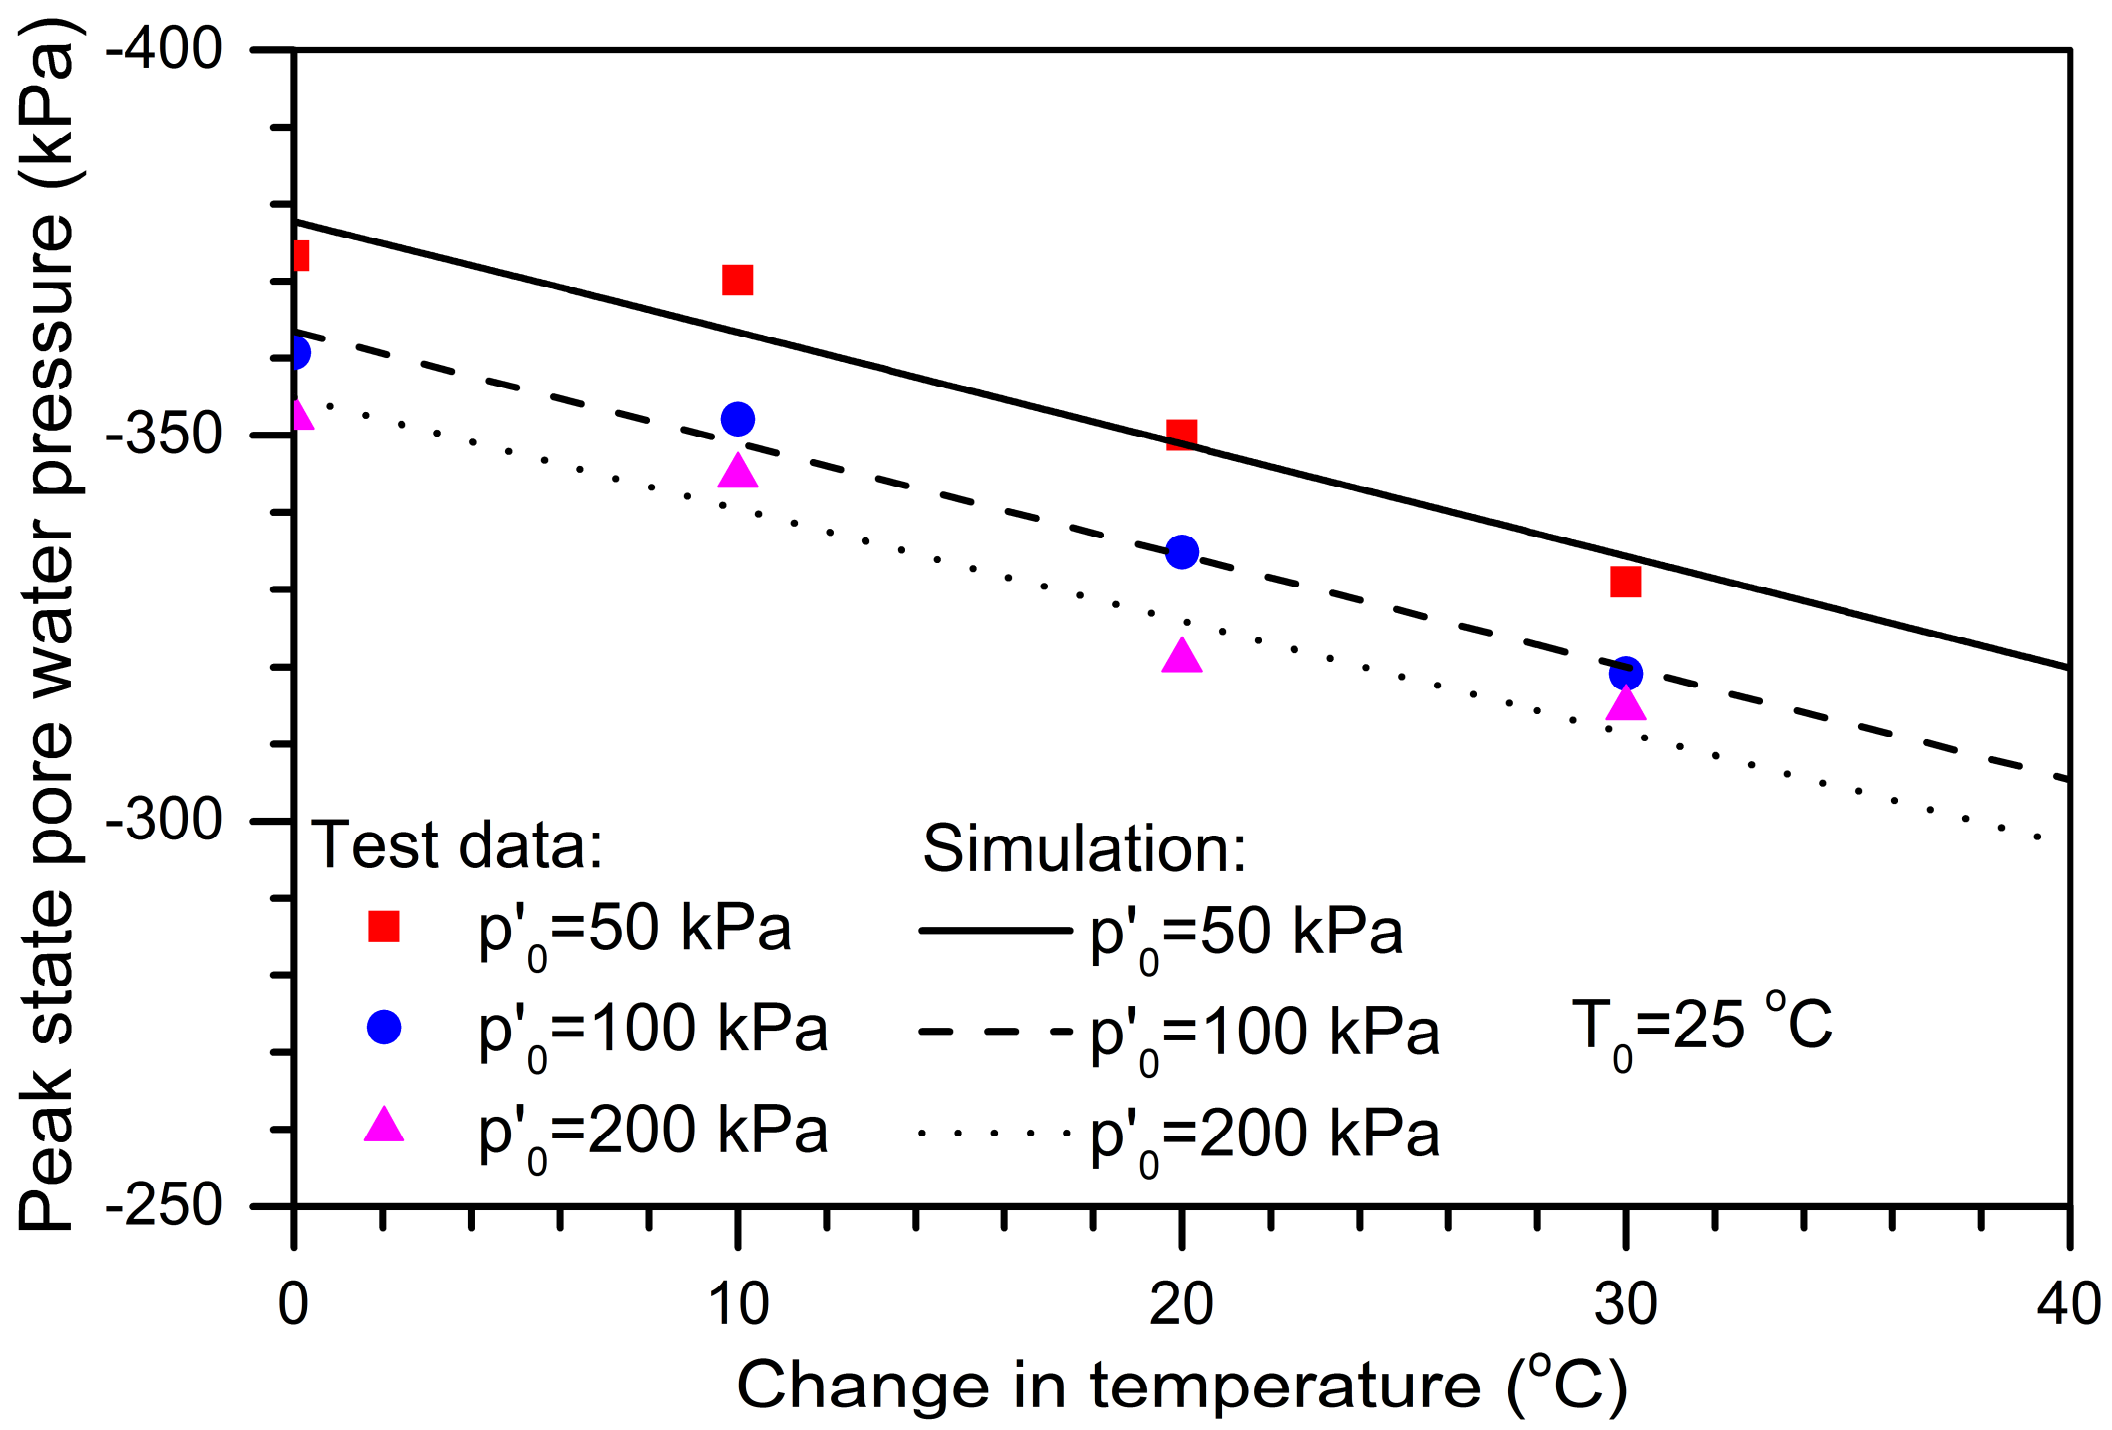 Peak state pore water pressure (kPa)
-400
-350
-300
-250
Test data:
p'0=50 kPa
p'0=100 kPa
p'0=200 kPa
Simulation:
p'0=50 kPa
p'0=100 kPa
p'0=200 kPa
T0=25 oC
0 10 20 30 40
Change in temperature (oC)